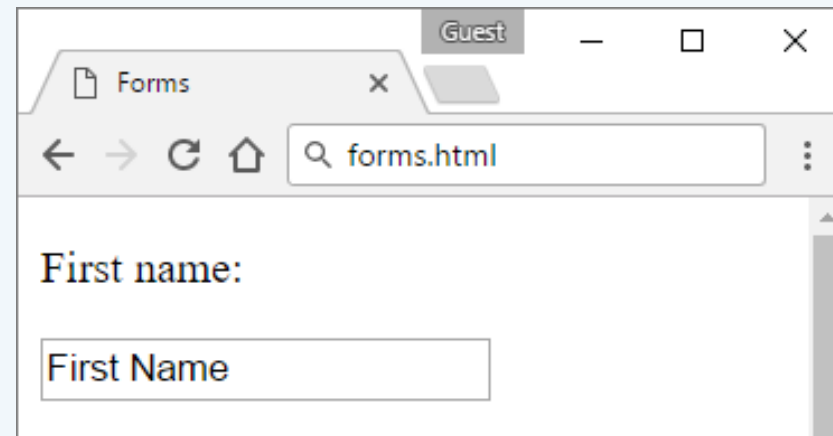 Guest
Forms
forms.html
First name:
First Name